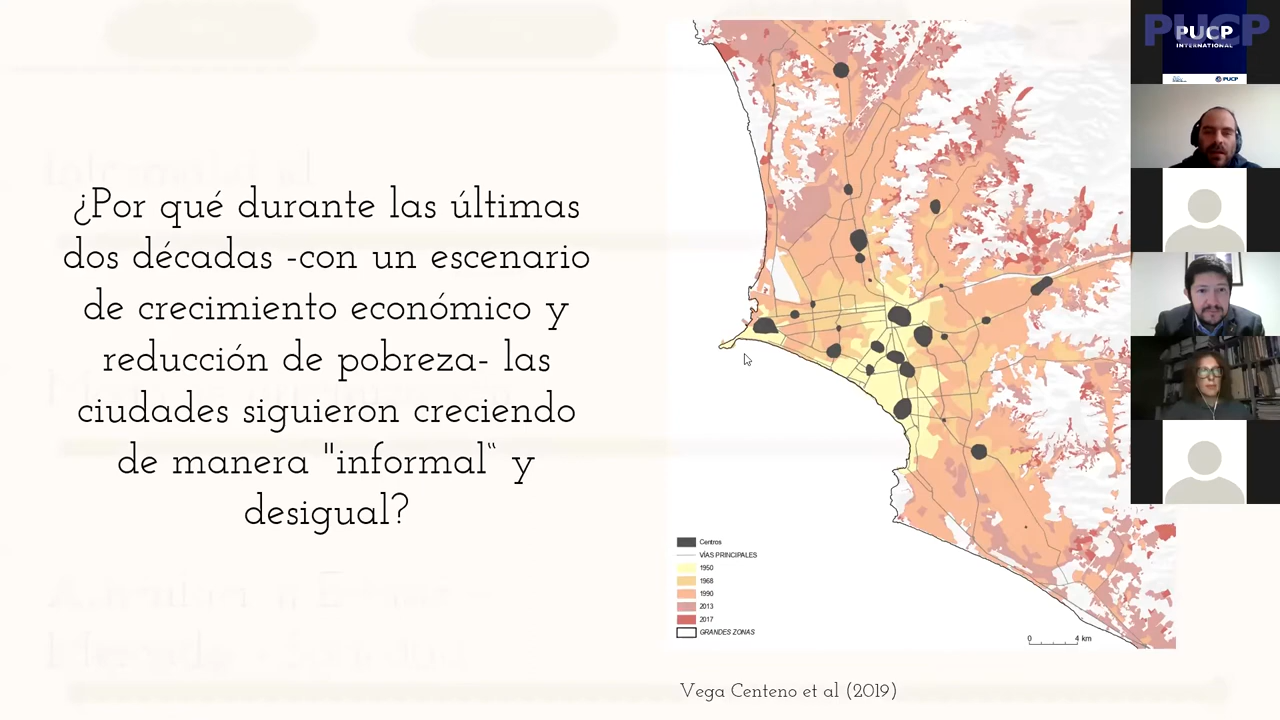 ¿Por qué durante las últimas
dos décadas -con un escenario
de crecimiento económico y
reducción de pobreza- las
ciudades siguieron creciendo
de manera "informal“ y
desigual?
Centros
VÍAS PRINCIPALES
1950
1968
1990
2013
2017
GRANDES ZONAS
0 4 km
Vega Centeno et al (2019)
PUCP
PUCP
INTERNATIONAL
PUCP